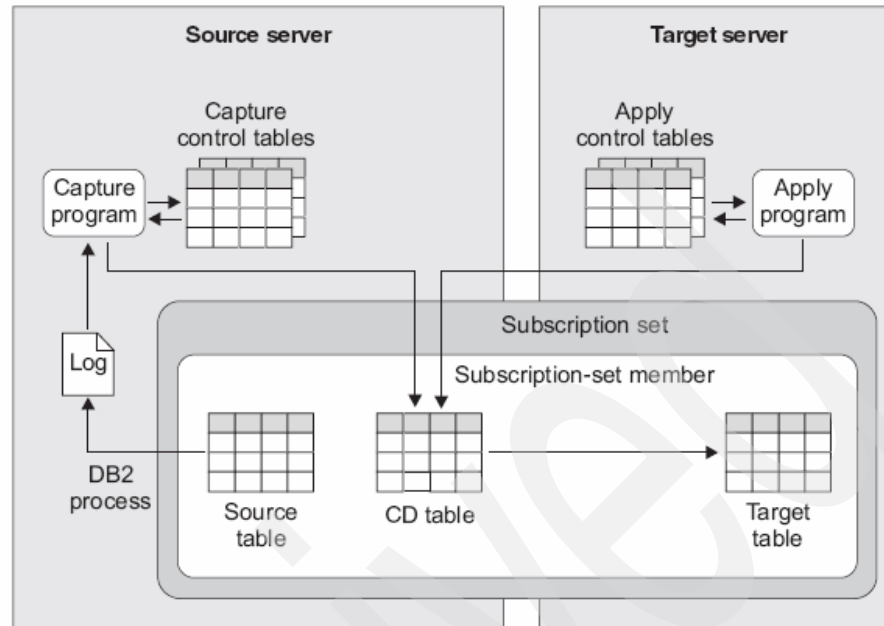 Source server
Target server
Capture
control tables
Apply
control tables
Capture
program
Apply
program
Subscription set
Log
Subscription-set member
DB2
process
Source
table
CD table
Target
table